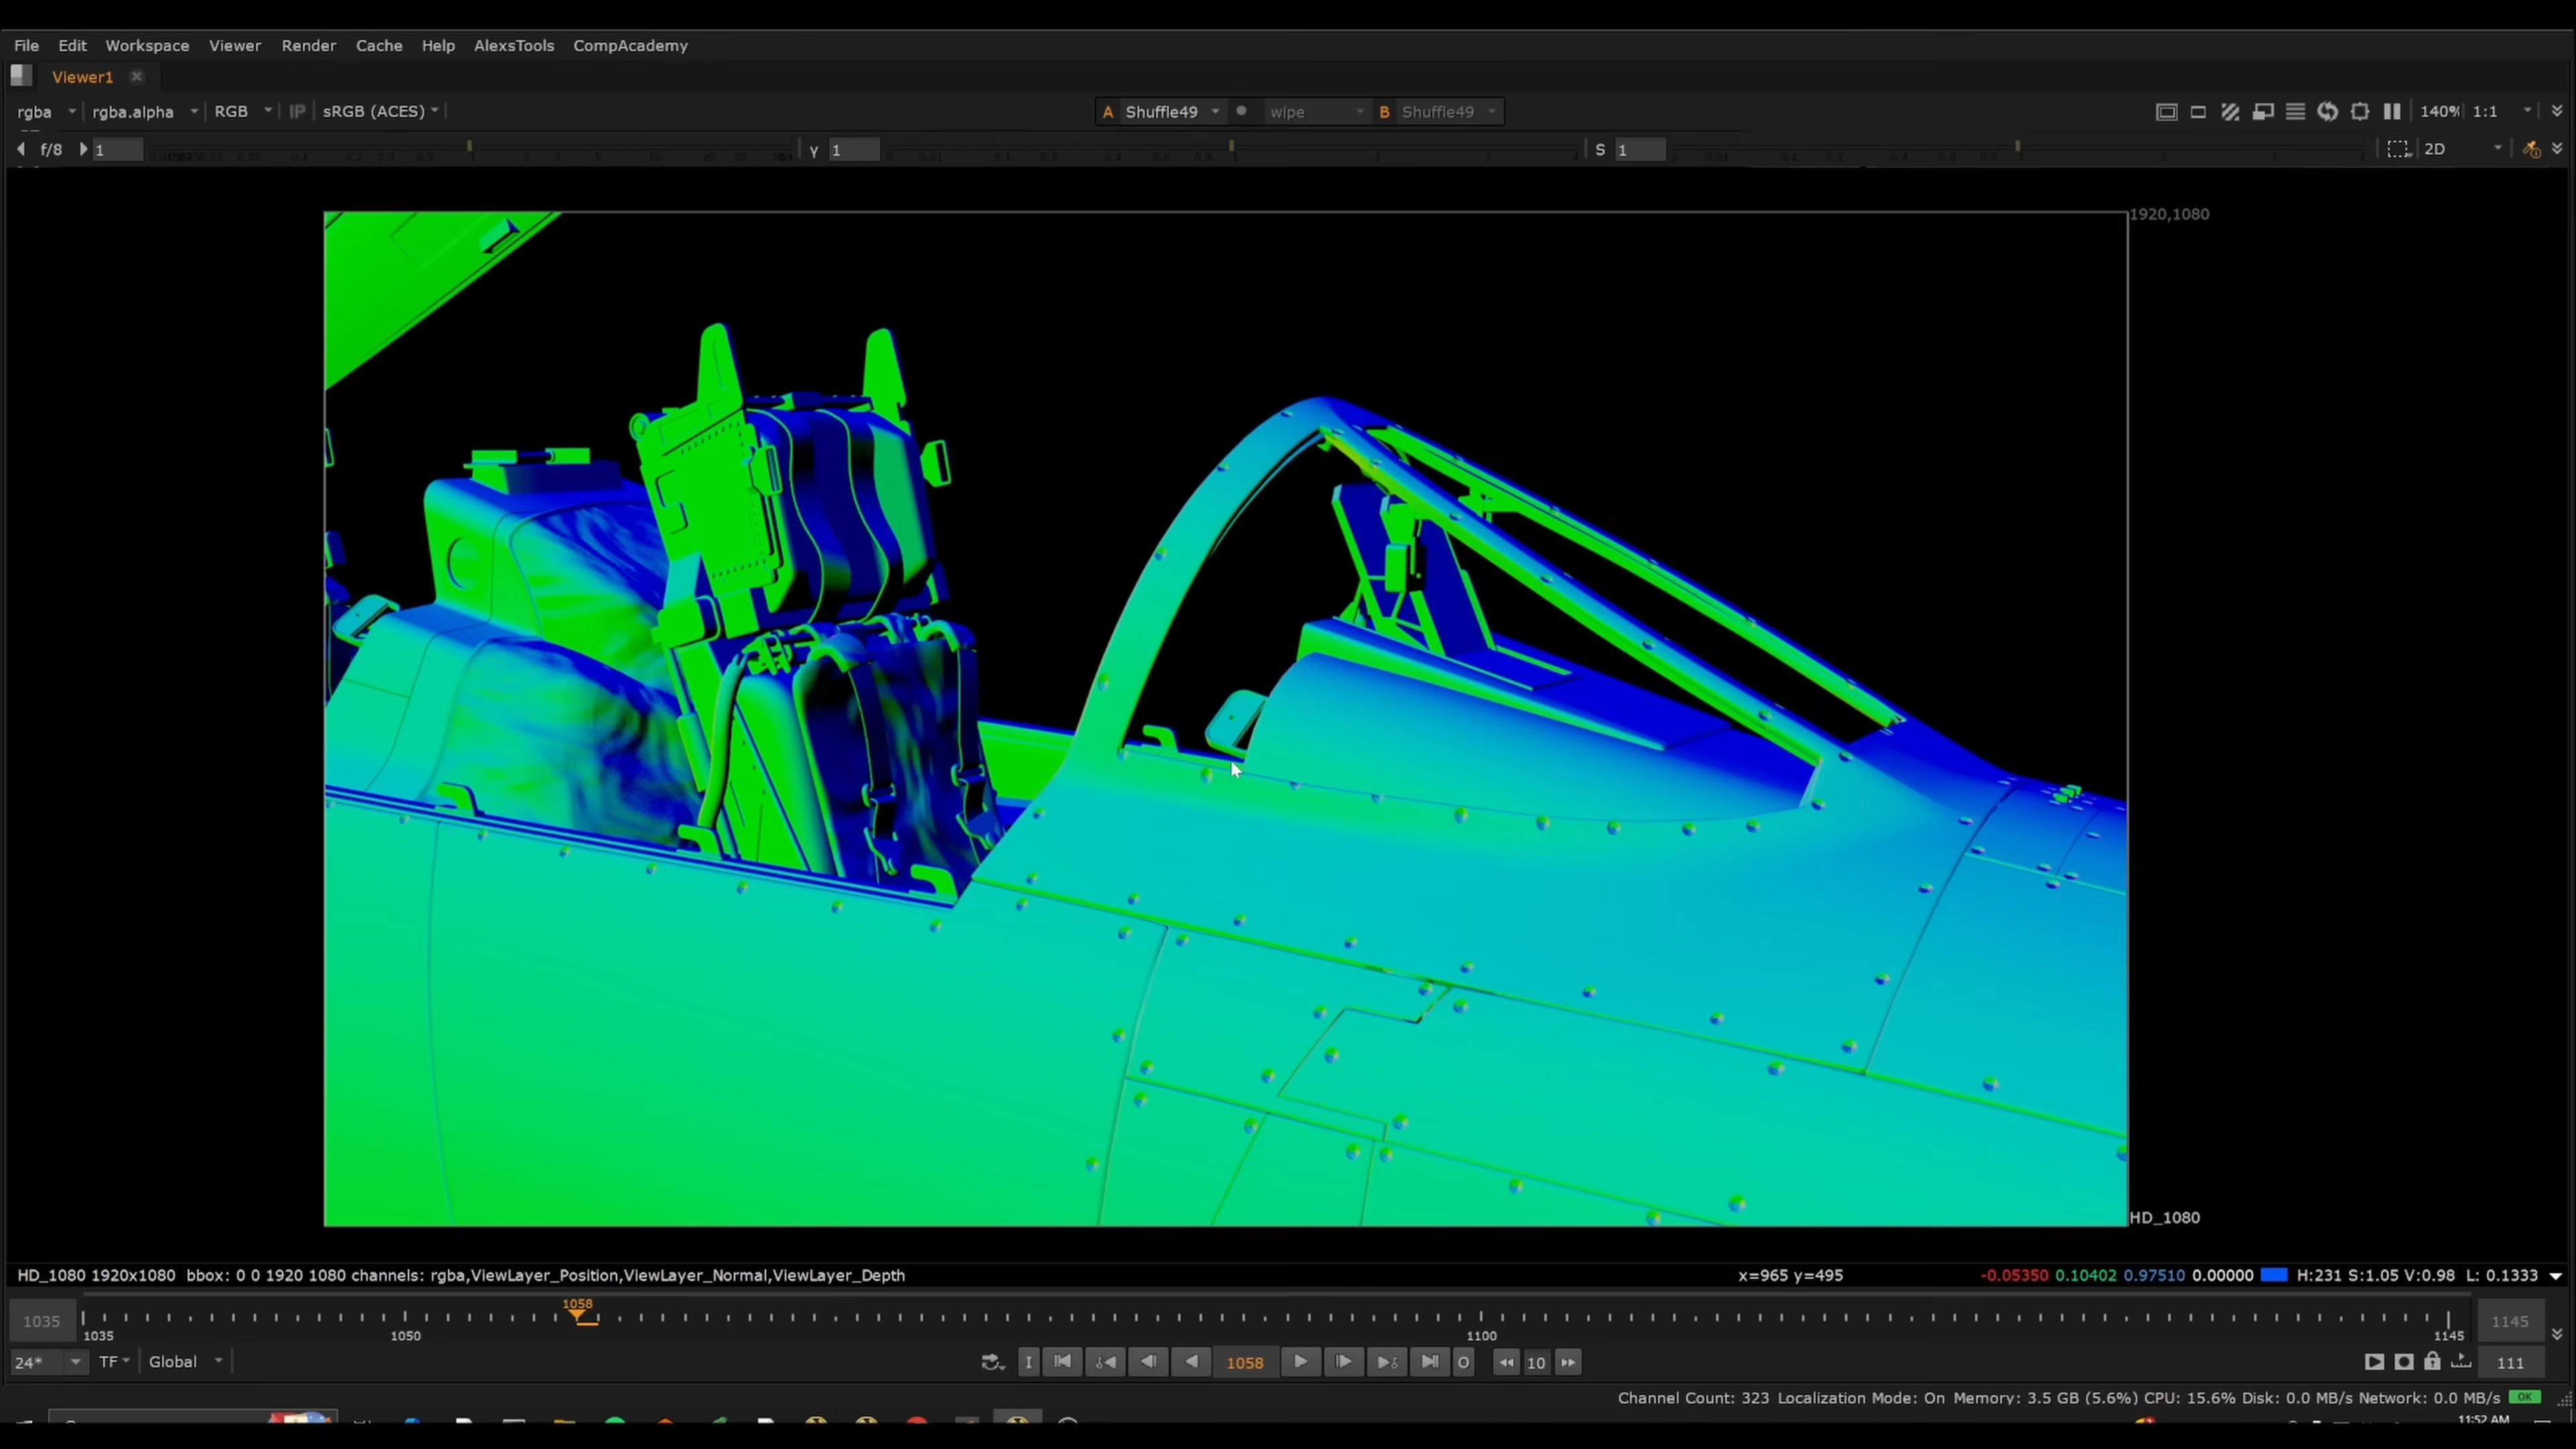 File Edit Workspace Viewer Render Cache Help AlexsTools CompAcademy
Viewer1
rgba rgba.alpha RGB IP sRGB (ACES) A Shuffle49 wipe B Shuffle49 140% 1:1
f/8 1 Y 1 S 1 2D
1920,1080
HD_1080
HD_1080 1920x1080 bbox: 0 0 1920 1080 channels: rgba,ViewLayer_Position,ViewLayer_Normal,ViewLayer_Depth x=965 y=495 -0.05350 0.10402 0.97510 0.00000 H:231 S:1.05 V:0.98 L: 0.1333
1058
1035 1145
1035 1050 1100 1145
24* TF Global I 1058 O 10 111
Channel Count: 323 Localization Mode: On Memory: 3.5 GB (5.6%) CPU: 15.6% Disk: 0.0 MB/s Network: 0.0 MB/s OK
11:52 AM